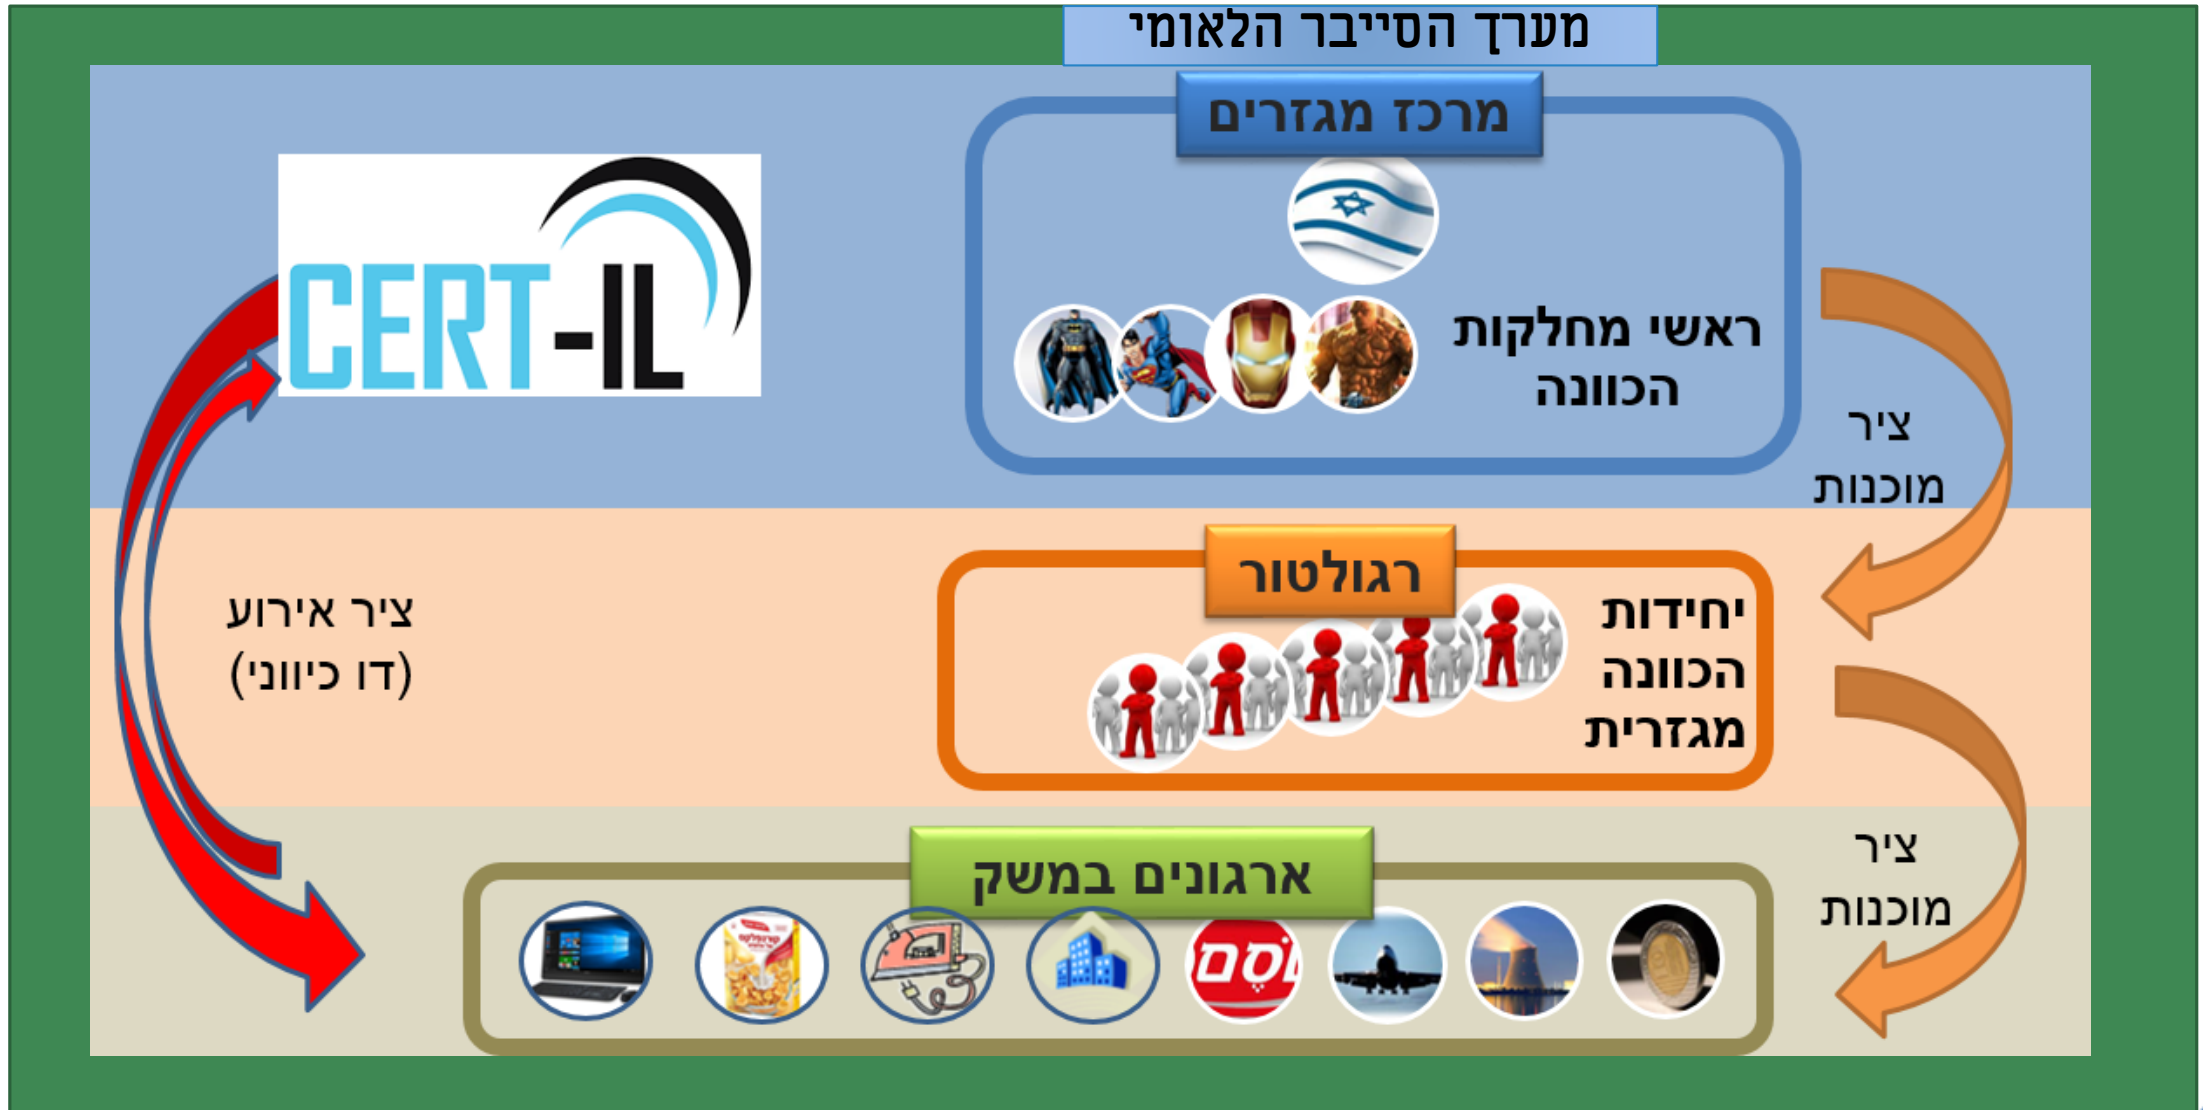 מערך הסייבר הלאומי
מרכז מגזרים
CERT-IL
ראשי מחלקות
הכוונה
ציר
מוכנות
רגולטור
יחידות
הכוונה
מגזרית
ציר אירוע
(דו כיווני)
ארגונים במשק
ציר
מוכנות
קורנפלקס